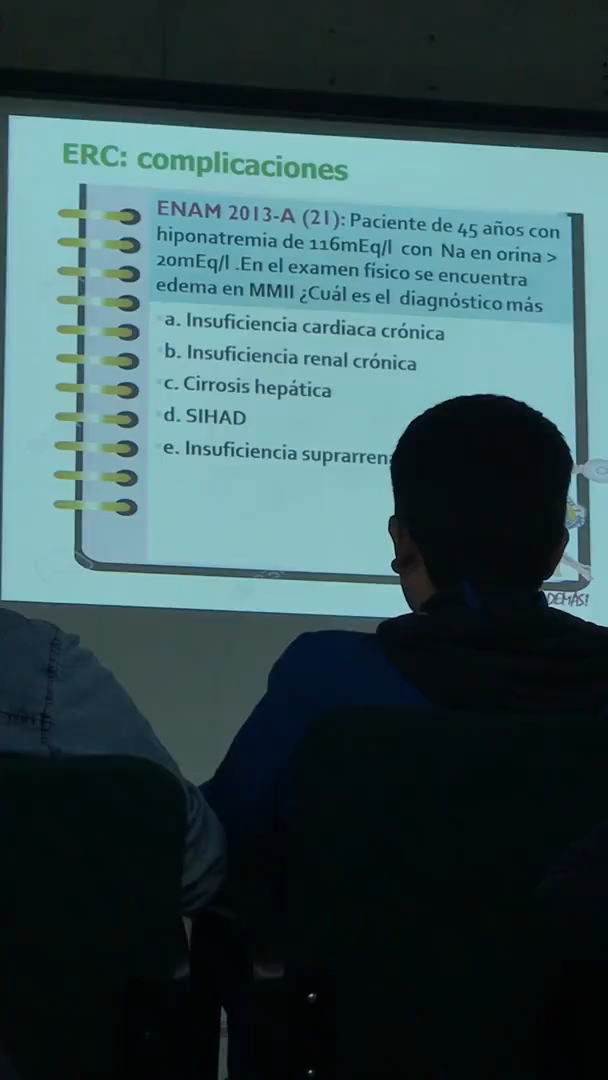 ERC: complicaciones
ENAM 2013-A (21): Paciente de 45 años con
hiponatremia de 116mEq/l con Na en orina >
20mEq/l .En el examen físico se encuentra
edema en MMII ¿Cuál es el diagnóstico más
a. Insuficiencia cardiaca crónica
b. Insuficiencia renal crónica
c. Cirrosis hepática
d. SIHAD
e. Insuficiencia